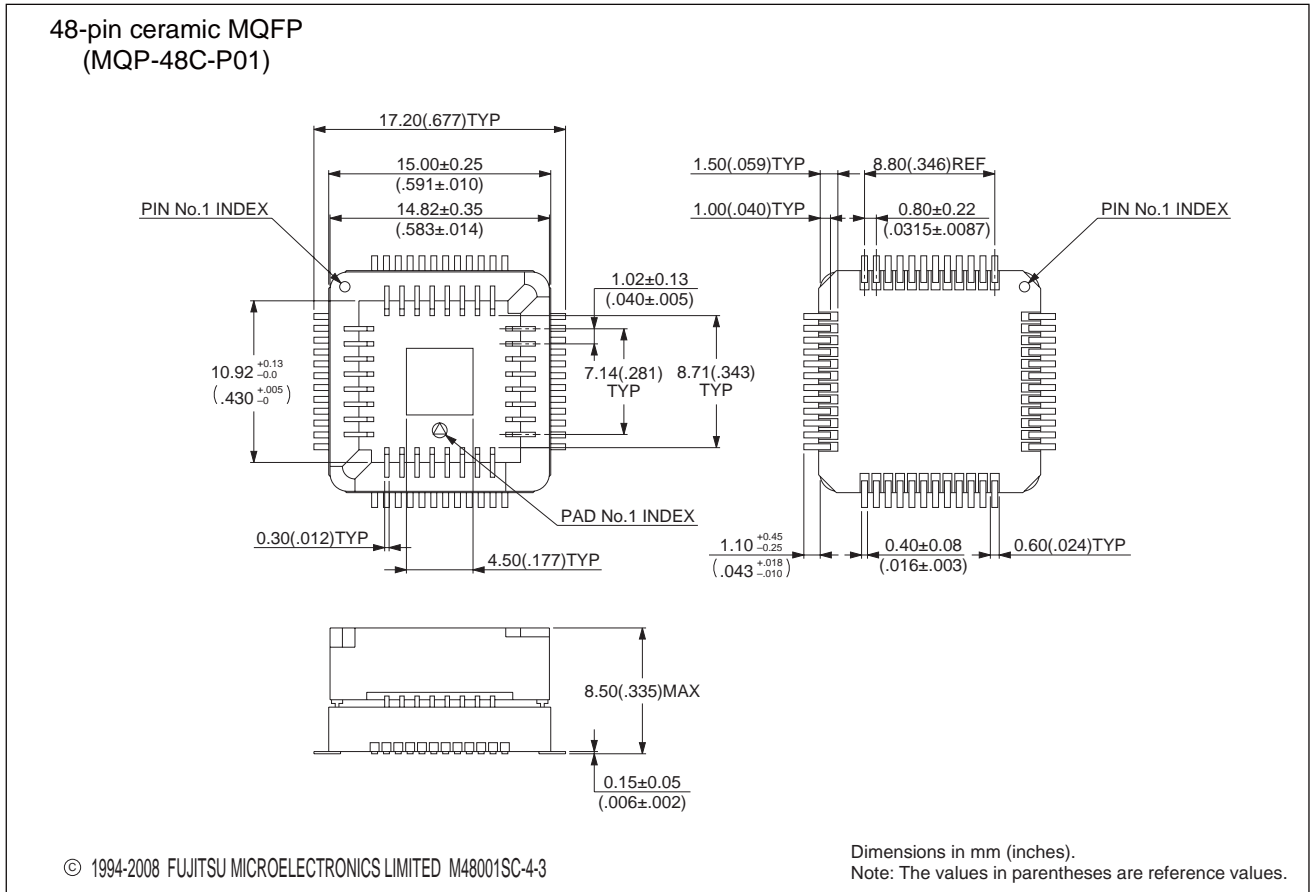 48-pin ceramic MQFP
(MQP-48C-P01)
17.20(.677)TYP
15.00±0.25
(.591±.010)
14.82±0.35
(.583±.014)
PIN No.1 INDEX
1.02±0.13
(.040±.005)
10.92 +0.13 –0.0
(.430 +.005 –0)
7.14(.281)
TYP
8.71(.343)
TYP
PAD No.1 INDEX
0.30(.012)TYP
4.50(.177)TYP
1.50(.059)TYP
8.80(.346)REF
1.00(.040)TYP
0.80±0.22
(.0315±.0087)
PIN No.1 INDEX
1.10 +0.45 –0.25
(.043 +.018 –.010)
0.40±0.08
(.016±.003)
0.60(.024)TYP
8.50(.335)MAX
0.15±0.05
(.006±.002)
© 1994-2008 FUJITSU MICROELECTRONICS LIMITED M48001SC-4-3
Dimensions in mm (inches).
Note: The values in parentheses are reference values.